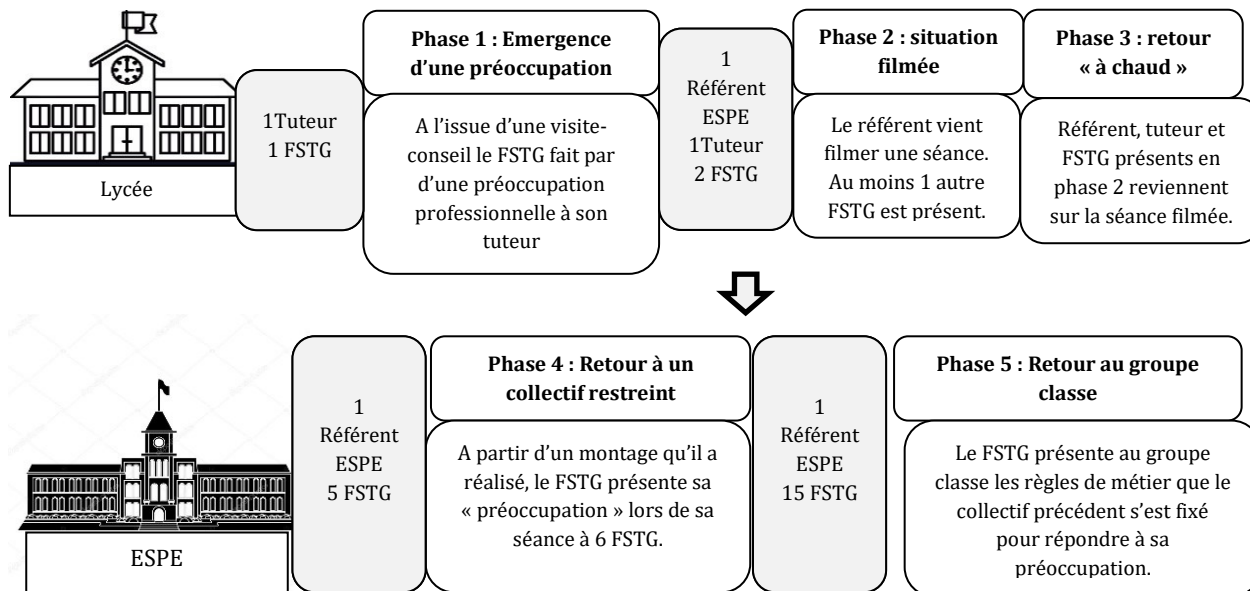 Lycée
1Tuteur
1 FSTG
Phase 1 : Emergence
d’une préoccupation
A l’issue d’une visite-
conseil le FSTG fait par
d’une préoccupation
professionnelle à son
tuteur
1
Référent
ESPE
1Tuteur
2 FSTG
Phase 2 : situation
filmée
Le référent vient
filmer une séance.
Au moins 1 autre
FSTG est présent.
Phase 3 : retour
« à chaud »
Référent, tuteur et
FSTG présents en
phase 2 reviennent
sur la séance filmée.
ESPE
1
Référent
ESPE
5 FSTG
Phase 4 : Retour à un
collectif restreint
A partir d’un montage qu’il a
réalisé, le FSTG présente sa
« préoccupation » lors de sa
séance à 6 FSTG.
1
Référent
ESPE
15 FSTG
Phase 5 : Retour au groupe
classe
Le FSTG présente au groupe
classe les règles de métier que le
collectif précédent s’est fixé
pour répondre à sa
préoccupation.